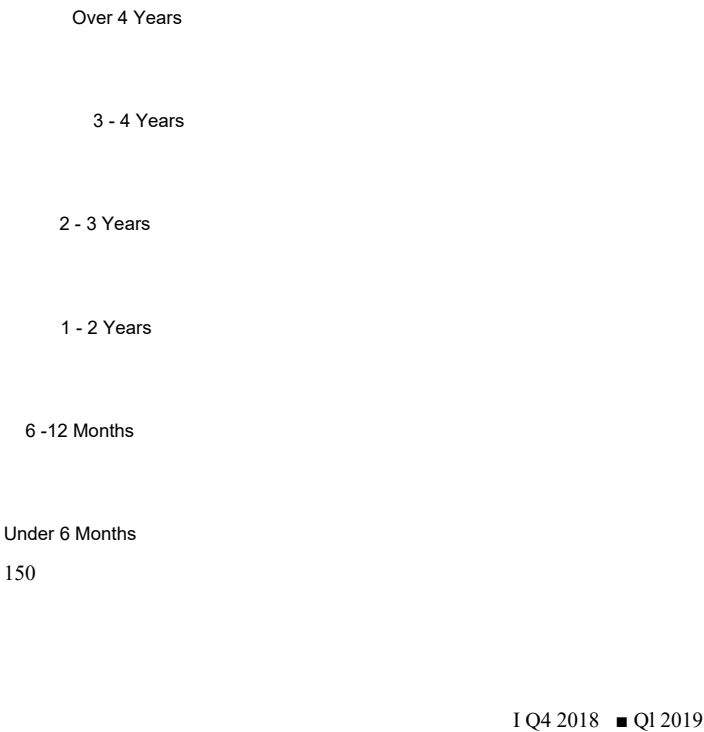 Over 4 Years
3 - 4 Years
2 - 3 Years
1 - 2 Years
6 -12 Months
Under 6 Months
150
I Q4 2018 ■ Ql 2019